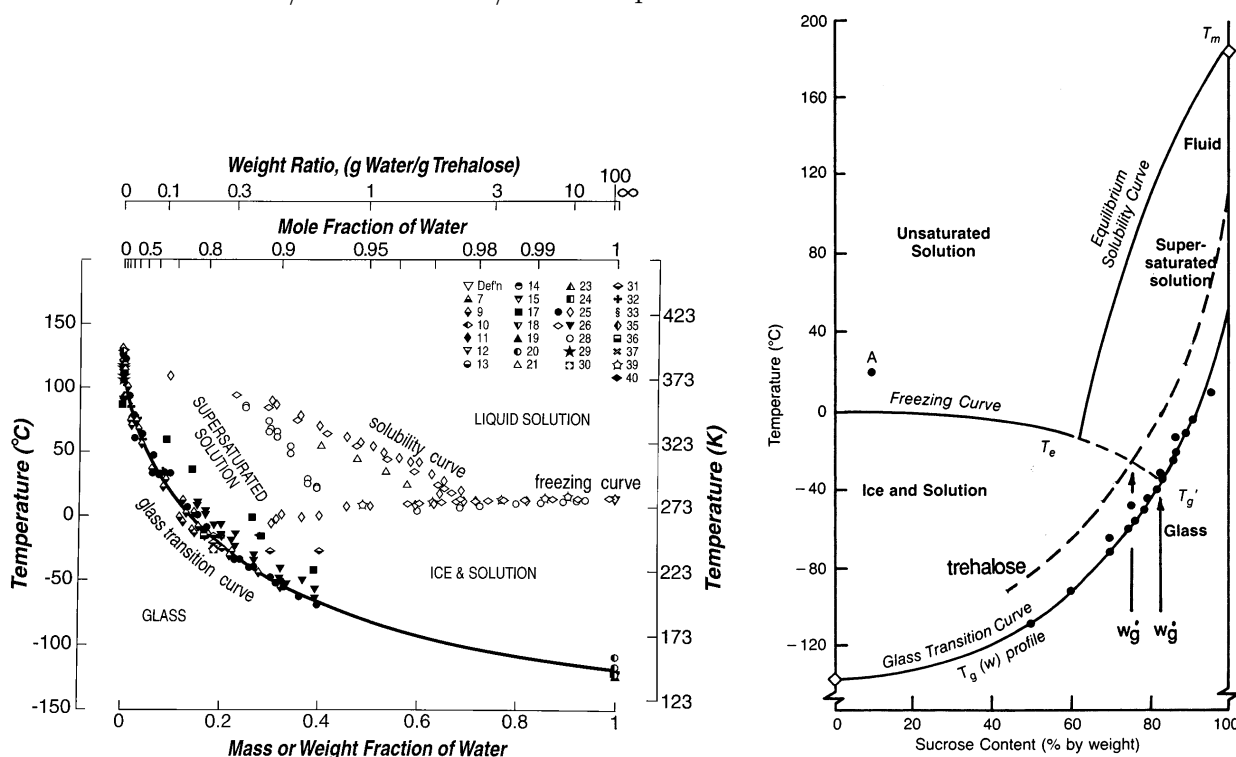 Weight Ratio, (g Water/g Trehalose)
0 0.1 0.3 1 3 10 100 ∞
Mole Fraction of Water
0 0.5 0.8 0.9 0.95 0.98 0.99 1
Temperature (°C)
150
100
50
0
-50
-100
-150
423
373
323
273
223
173
123
Temperature (K)
▽ Def'n
7
9
10
11
12
13
14
15
17
18
19
20
21
23
24
25
26
28
29
30
31
32
33
35
36
37
39
40
SUPERSATURATED
SOLUTION
LIQUID SOLUTION
solubility curve
freezing curve
glass transition curve
ICE & SOLUTION
GLASS
0 0.2 0.4 0.6 0.8 1
Mass or Weight Fraction of Water
Temperature (°C)
200
160
120
80
40
0
– 40
– 80
– 120
Tm
Fluid
Equilibrium
Solubility Curve
Unsaturated
Solution
Super-
saturated
solution
A
Freezing Curve
Te
Ice and Solution
Tg'
Glass
trehalose
Glass Transition Curve
Tg (w) profile
wg' wg'
0 20 40 60 80 100
Sucrose Content (% by weight)